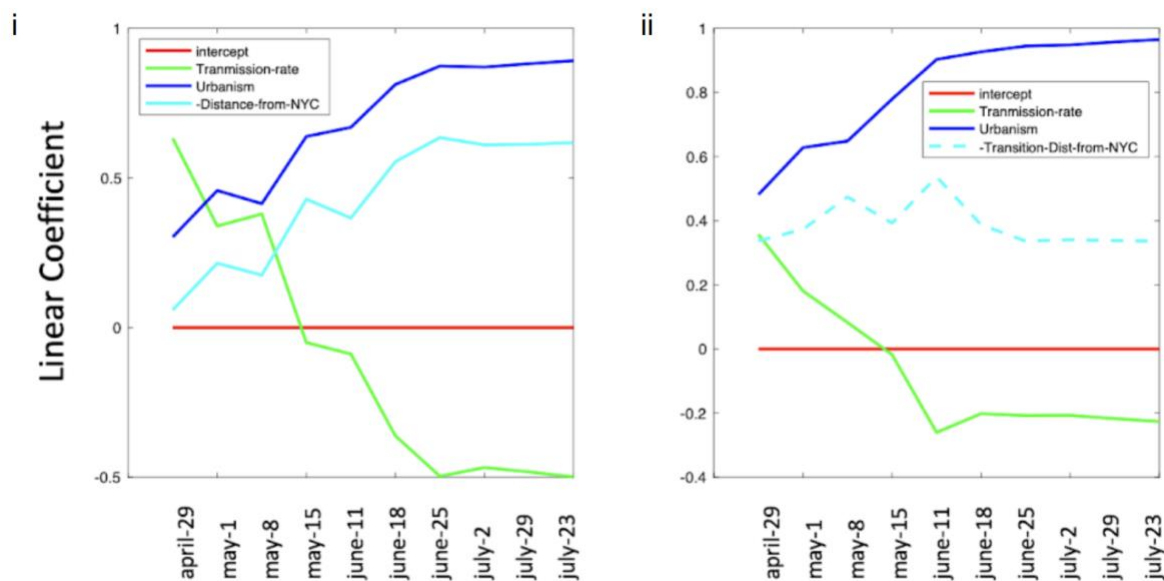 i
ii
Linear Coefficient
1
0.5
0
-0.5
intercept
Tranmission-rate
Urbanism
-Distance-from-NYC
april-29
may-1
may-8
may-15
june-11
june-18
june-25
july-2
july-29
july-23
1
0.8
0.6
0.4
0.2
0
-0.2
-0.4
intercept
Tranmission-rate
Urbanism
-Transition-Dist-from-NYC
april-29
may-1
may-8
may-15
june-11
june-18
june-25
july-2
july-29
july-23